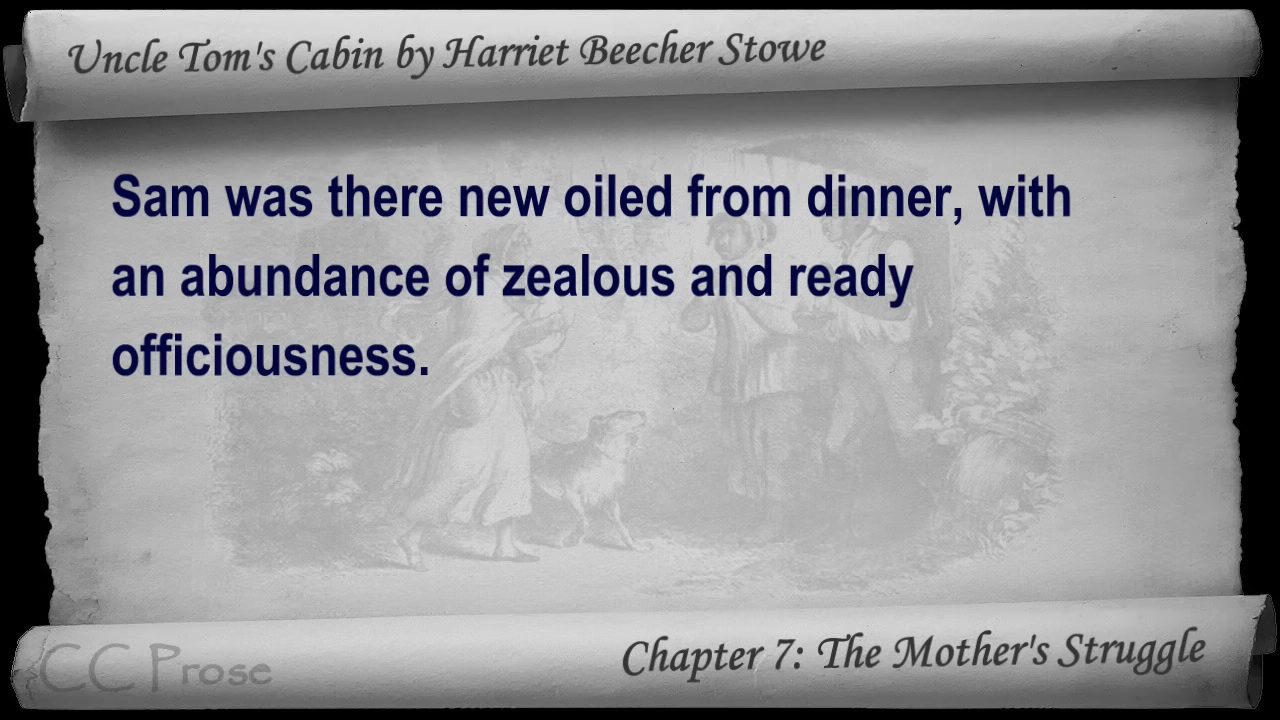 Uncle Tom's Cabin by Harriet Beecher Stowe
Sam was there new oiled from dinner, with
an abundance of zealous and ready
officiousness.
CC Prose
Chapter 7: The Mother's Struggle